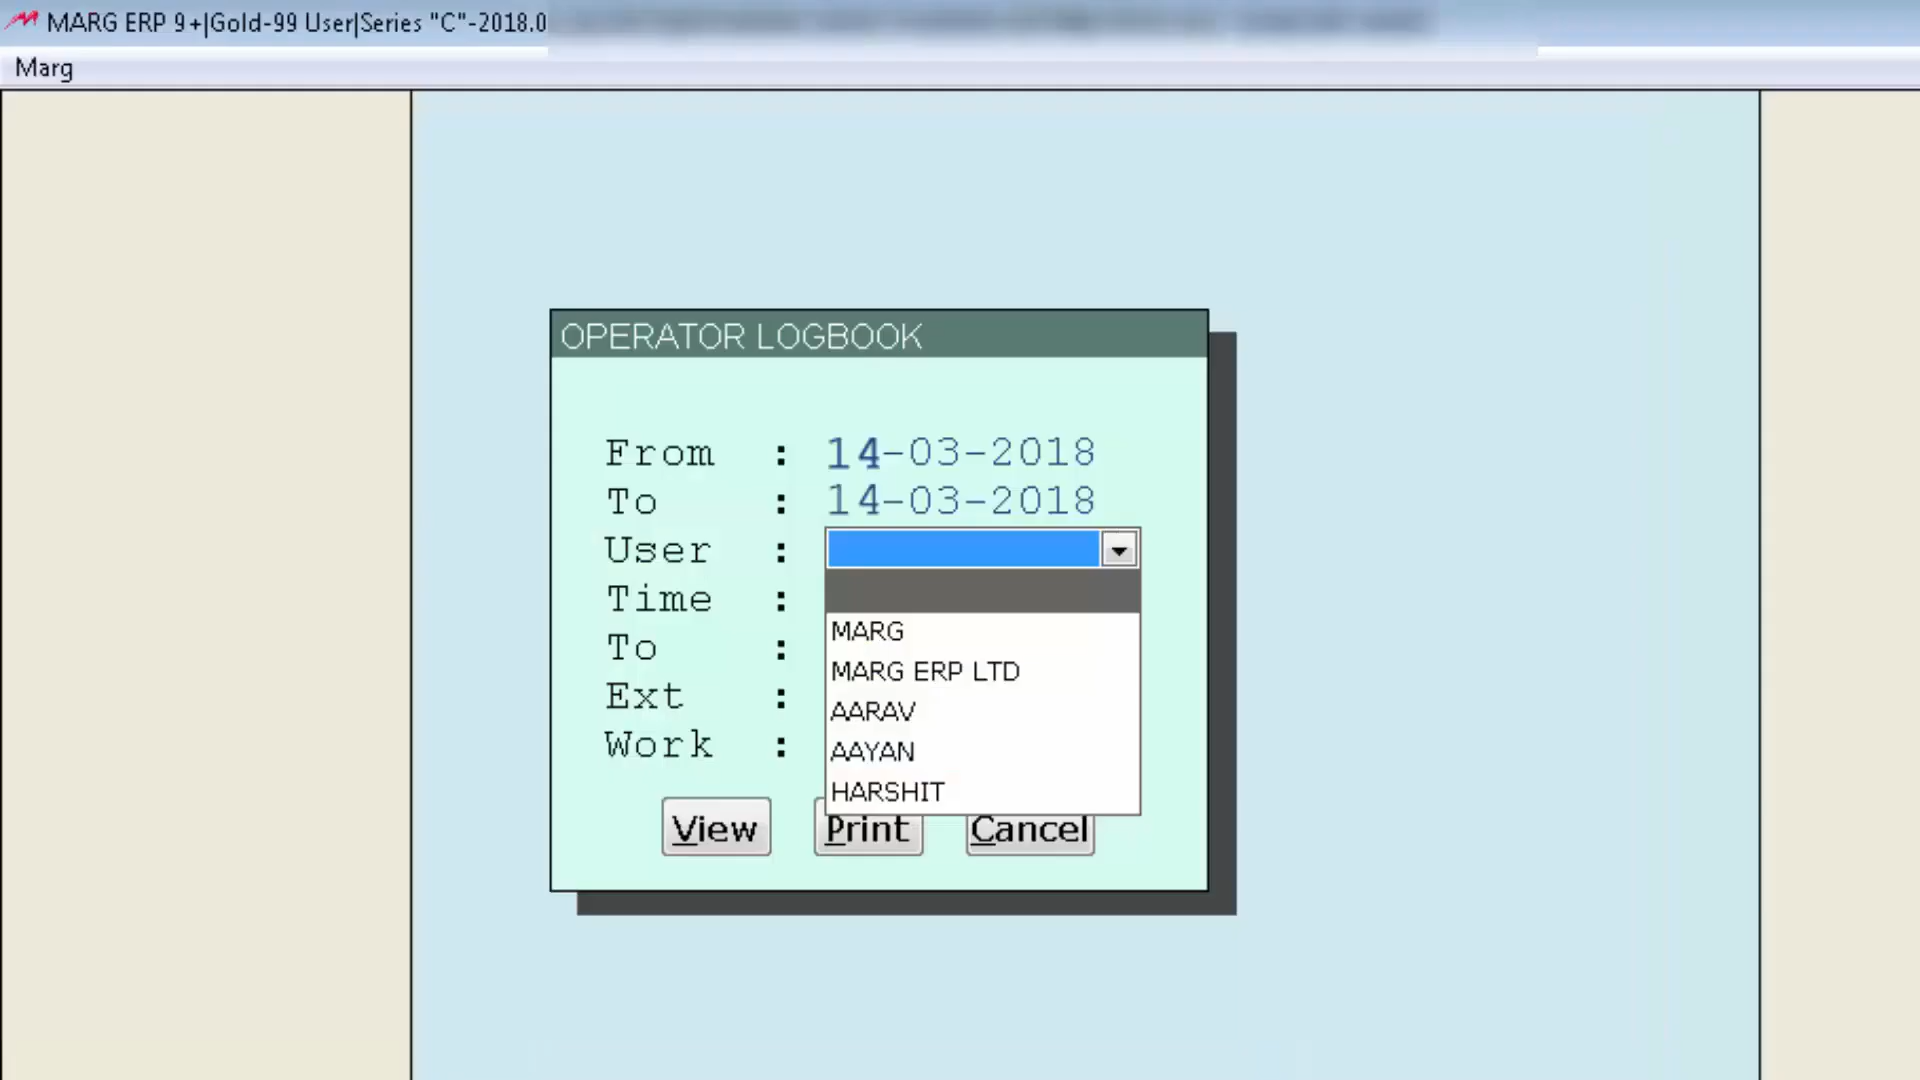 MARG ERP 9+|Gold-99 User|Series "C"-2018.0
Marg
OPERATOR LOGBOOK
From : 14-03-2018
To : 14-03-2018
User :
Time :
To :
Ext :
Work :
MARG
MARG ERP LTD
AARAV
AAYAN
HARSHIT
View Print Cancel